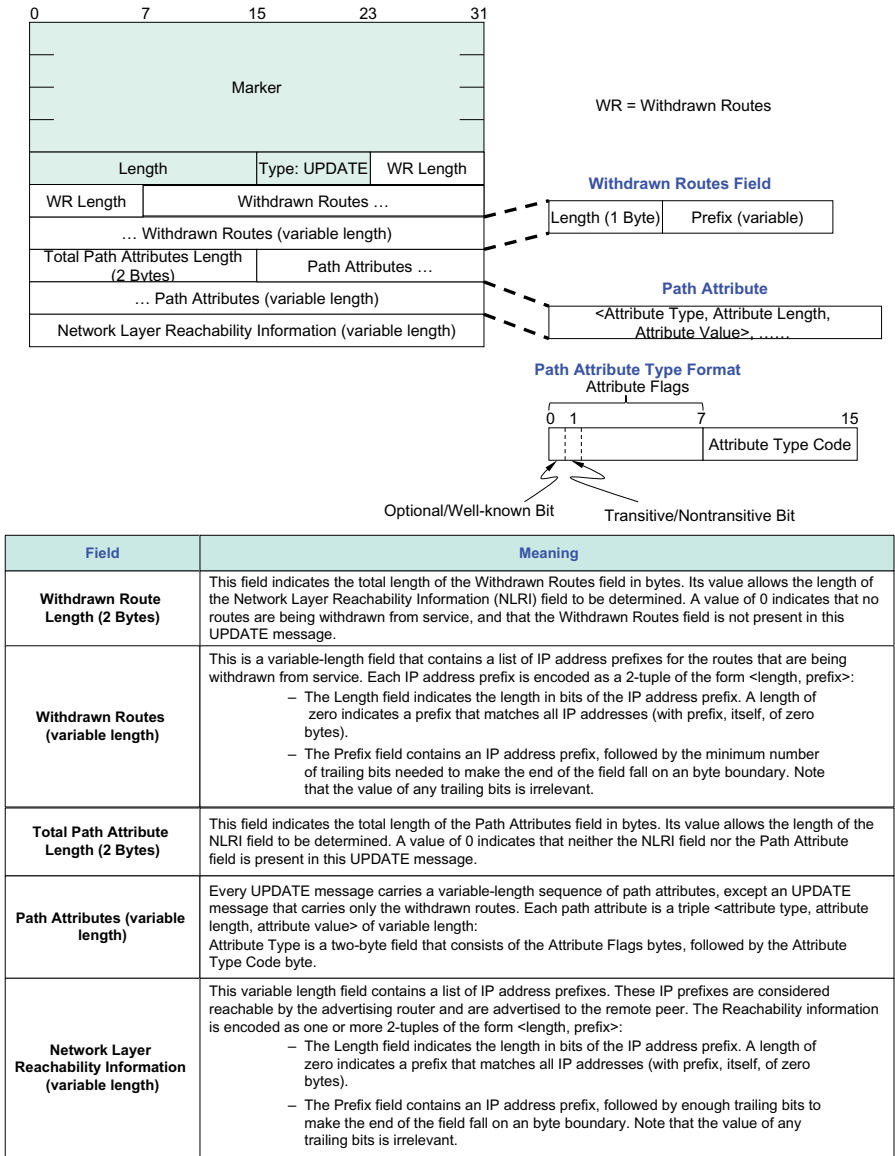 0 7 15 23 31
Marker
WR = Withdrawn Routes
Length Type: UPDATE WR Length
WR Length Withdrawn Routes …
… Withdrawn Routes (variable length)
Total Path Attributes Length
(2 Bytes)
Path Attributes …
… Path Attributes (variable length)
Network Layer Reachability Information (variable length)
Withdrawn Routes Field
Length (1 Byte) Prefix (variable)
Path Attribute
<Attribute Type, Attribute Length,
Attribute Value>, ……
Path Attribute Type Format
Attribute Flags
0 1 7 15
Attribute Type Code
Optional/Well-known Bit
Transitive/Nontransitive Bit
Field Meaning
Withdrawn Route
Length (2 Bytes)
This field indicates the total length of the Withdrawn Routes field in bytes. Its value allows the length of
the Network Layer Reachability Information (NLRI) field to be determined. A value of 0 indicates that no
routes are being withdrawn from service, and that the Withdrawn Routes field is not present in this
UPDATE message.
Withdrawn Routes
(variable length)
This is a variable-length field that contains a list of IP address prefixes for the routes that are being
withdrawn from service. Each IP address prefix is encoded as a 2-tuple of the form <length, prefix>:
– The Length field indicates the length in bits of the IP address prefix. A length of
zero indicates a prefix that matches all IP addresses (with prefix, itself, of zero
bytes).
– The Prefix field contains an IP address prefix, followed by the minimum number
of trailing bits needed to make the end of the field fall on an byte boundary. Note
that the value of any trailing bits is irrelevant.
Total Path Attribute
Length (2 Bytes)
This field indicates the total length of the Path Attributes field in bytes. Its value allows the length of the
NLRI field to be determined. A value of 0 indicates that neither the NLRI field nor the Path Attribute
field is present in this UPDATE message.
Path Attributes (variable
length)
Every UPDATE message carries a variable-length sequence of path attributes, except an UPDATE
message that carries only the withdrawn routes. Each path attribute is a triple <attribute type, attribute
length, attribute value> of variable length:
Attribute Type is a two-byte field that consists of the Attribute Flags bytes, followed by the Attribute
Type Code byte.
Network Layer
Reachability Information
(variable length)
This variable length field contains a list of IP address prefixes. These IP prefixes are considered
reachable by the advertising router and are advertised to the remote peer. The Reachability information
is encoded as one or more 2-tuples of the form <length, prefix>:
– The Length field indicates the length in bits of the IP address prefix. A length of
zero indicates a prefix that matches all IP addresses (with prefix, itself, of zero
bytes).
– The Prefix field contains an IP address prefix, followed by enough trailing bits to
make the end of the field fall on an byte boundary. Note that the value of any
trailing bits is irrelevant.